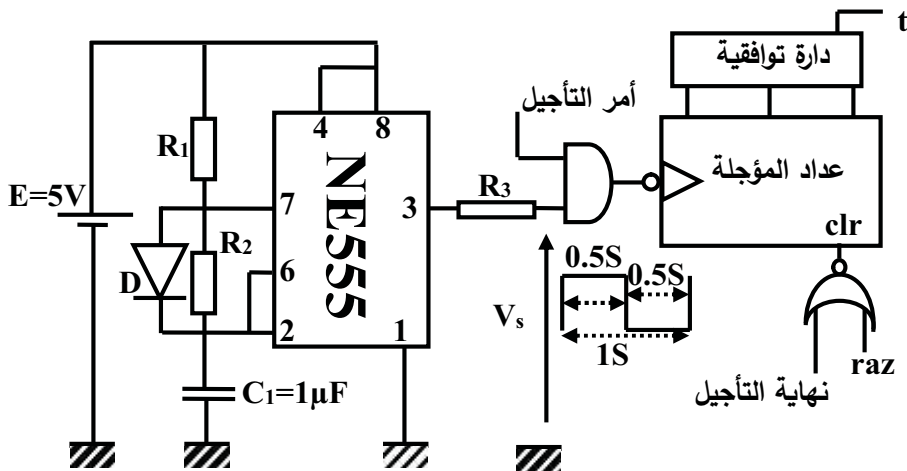 t
دارة توافقية
أمر التأجيل
4
8
R1
NE555
R3
عداد المؤجلة
E=5V
7
3
clr
R2
D
6
0.5S
0.5S
2
1
Vs
1S
C1=1µF
raz
نهاية التأجيل